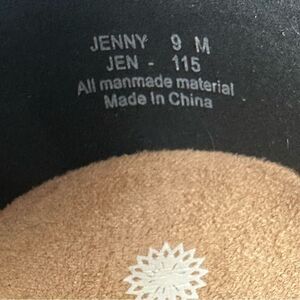 JENNY 9 M
JEN - 115
All manmade material
Made In China